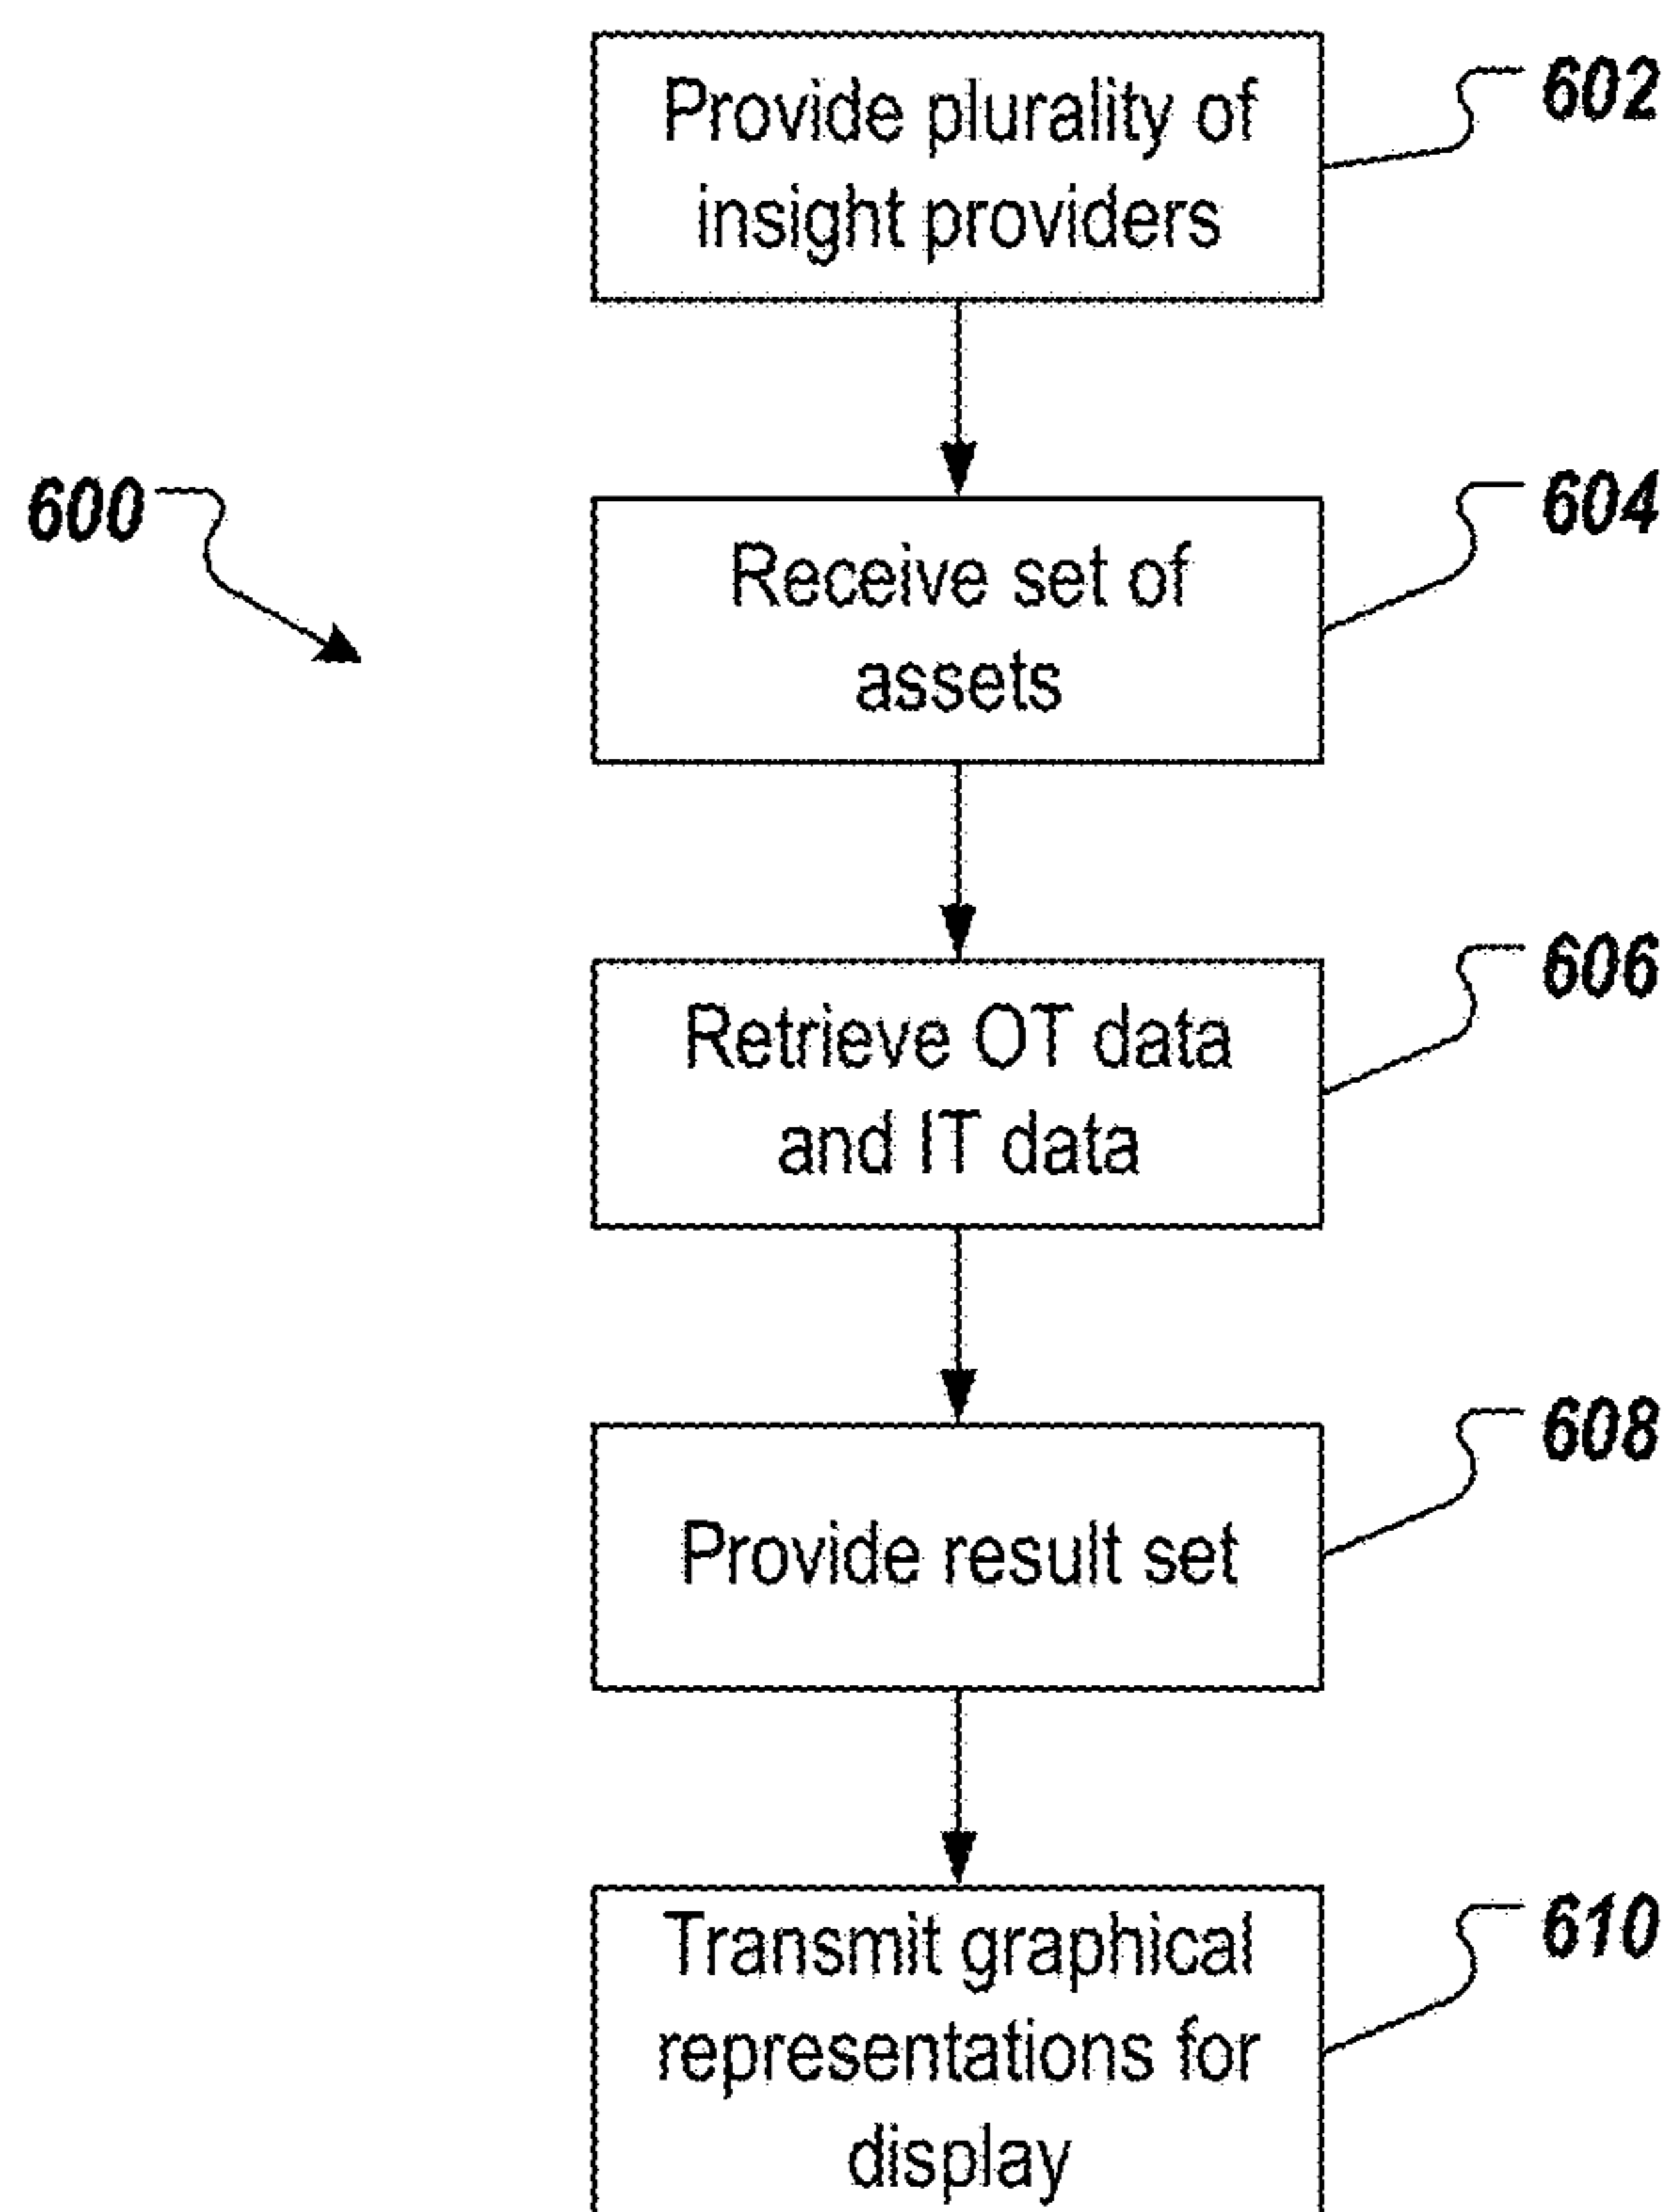 Provide plurality of
insight providers
602
600
Receive set of
assets
604
Retrieve OT data
and IT data
606
Provide result set
608
Transmit graphical
representations for
display
610